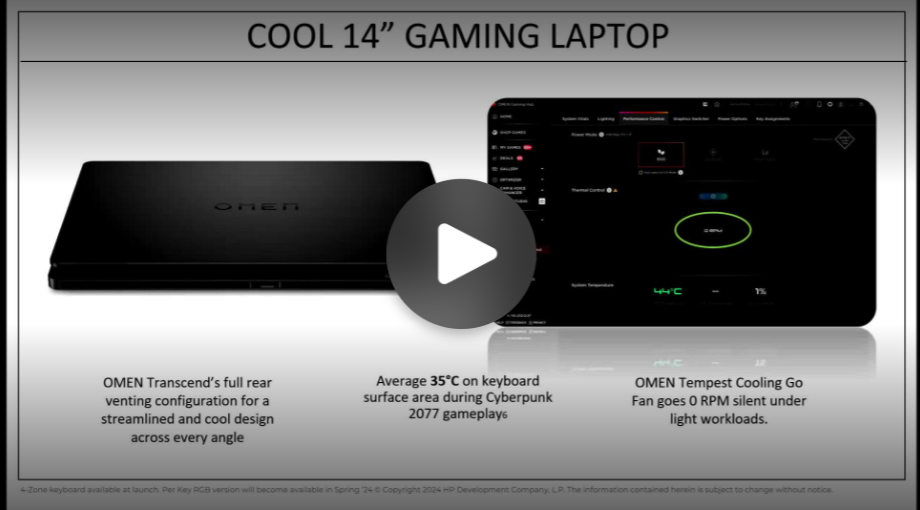 COOL 14” GAMING LAPTOP
OMEN
OMEN Gaming Hub
HOME
SHOP GAMES
MY GAMES
DEALS
GALLERY
OPTIMIZER
System Vitals Lighting Performance Control Graphics Switcher Power Options Key Assignments
Power Mode
Thermal Control
0 RPM
System Temperature
44°C
1%
OMEN Transcend’s full rear
venting configuration for a
streamlined and cool design
across every angle
Average 35°C on keyboard
surface area during Cyberpunk
2077 gameplay6
OMEN Tempest Cooling Go
Fan goes 0 RPM silent under
light workloads.
4-Zone keyboard available at launch. Per Key RGB version will become available in Spring '24 © Copyright 2024 HP Development Company, L.P. The information contained herein is subject to change without notice.